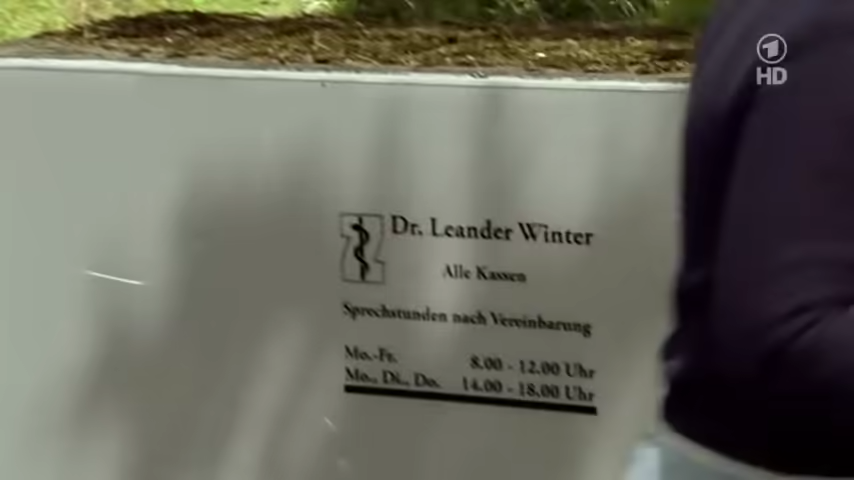 1
HD
Dr. Leander Winter
Alle Kassen
Sprechstunden nach Vereinbarung
Mo.-Fr. 8.00 - 12.00 Uhr
Mo., Di., Do. 14.00 - 18.00 Uhr